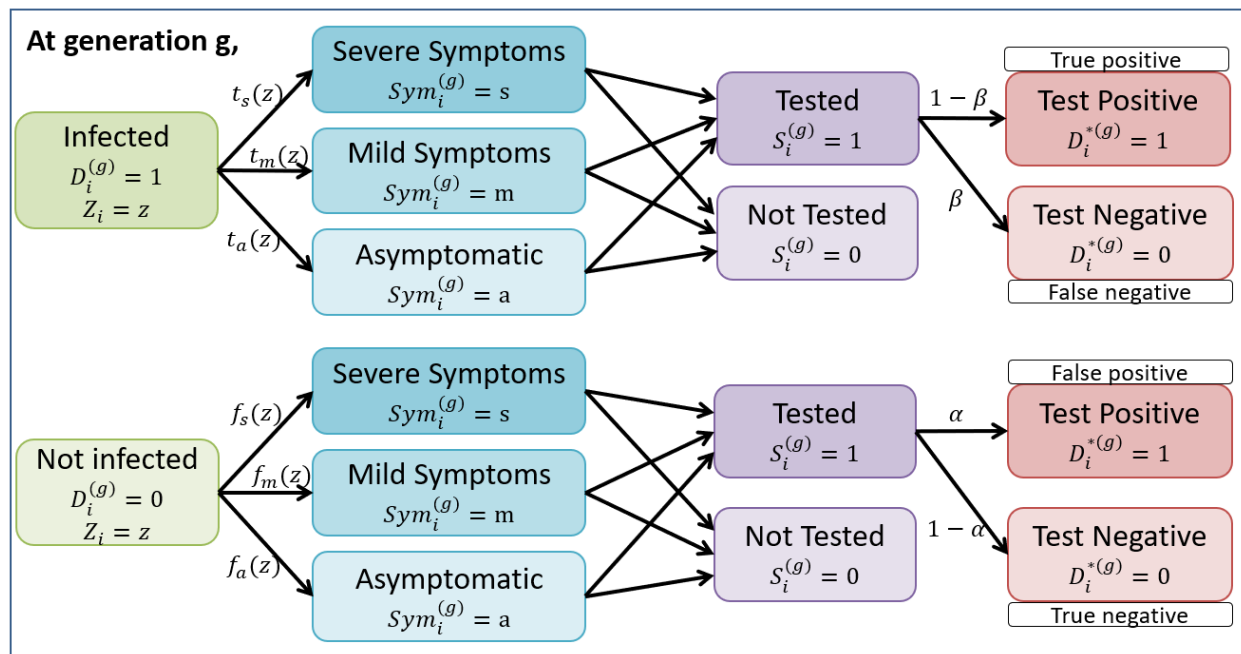 At generation g,
Infected
D_i^{(g)} = 1
Z_i = z
t_s(z)
t_m(z)
t_a(z)
Severe Symptoms
Sym_i^{(g)} = s
Mild Symptoms
Sym_i^{(g)} = m
Asymptomatic
Sym_i^{(g)} = a
Tested
S_i^{(g)} = 1
Not Tested
S_i^{(g)} = 0
1 − β
β
True positive
Test Positive
D_i^{*(g)} = 1
Test Negative
D_i^{*(g)} = 0
False negative
Not infected
D_i^{(g)} = 0
Z_i = z
f_s(z)
f_m(z)
f_a(z)
Severe Symptoms
Sym_i^{(g)} = s
Mild Symptoms
Sym_i^{(g)} = m
Asymptomatic
Sym_i^{(g)} = a
Tested
S_i^{(g)} = 1
Not Tested
S_i^{(g)} = 0
α
1 − α
False positive
Test Positive
D_i^{*(g)} = 1
Test Negative
D_i^{*(g)} = 0
True negative